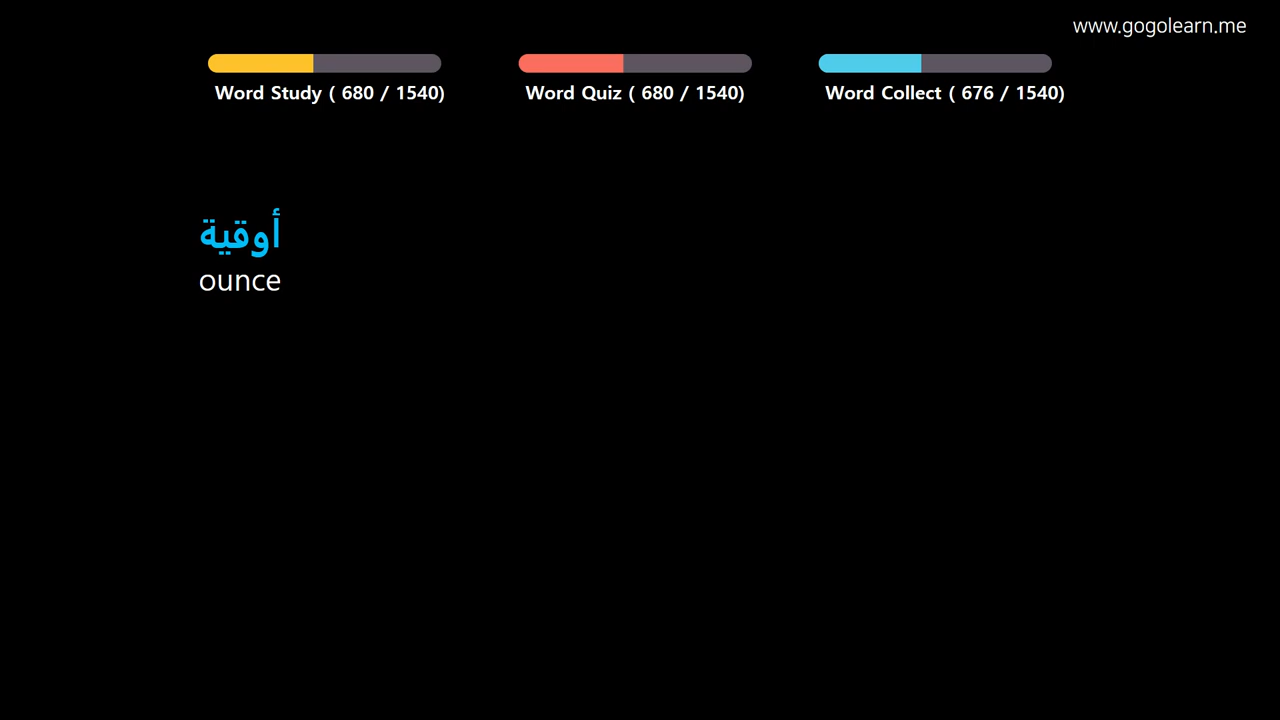 www.gogolearn.me
Word Study ( 680 / 1540)
Word Quiz ( 680 / 1540)
Word Collect ( 676 / 1540)
أوقية
ounce